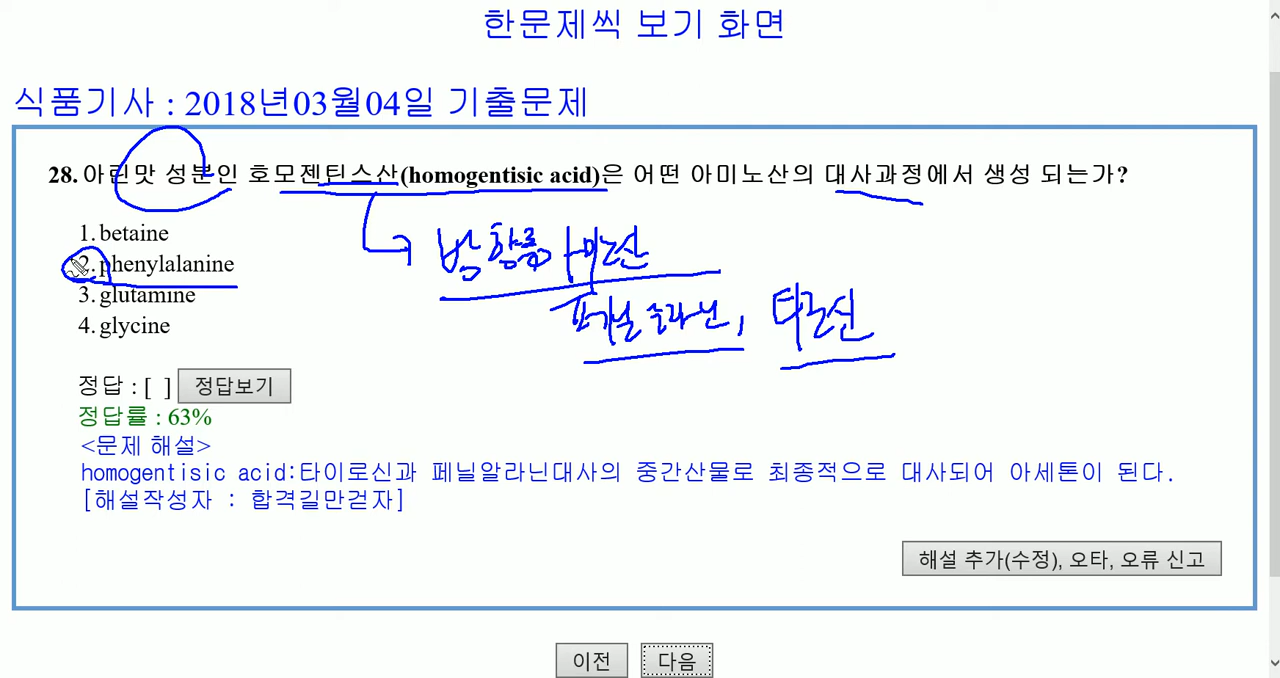 한문제씩 보기 화면
식품기사 : 2018년03월04일 기출문제
28. 아린맛 성분인 호모젠틴스산(homogentisic acid)은 어떤 아미노산의 대사과정에서 생성 되는가?
1. betaine
2. phenylalanine
3. glutamine
4. glycine
방향족 아미노산
페닐알라닌, 티로신
정답 : [ ] 정답보기
정답률 : 63%
<문제 해설>
homogentisic acid:타이로신과 페닐알라닌대사의 중간산물로 최종적으로 대사되어 아세톤이 된다.
[해설작성자 : 합격길만걷자]
해설 추가(수정), 오타, 오류 신고
이전 다음